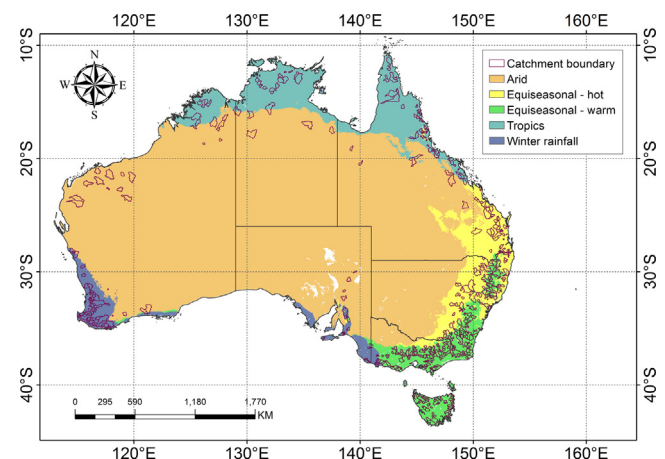 120°E 130°E 140°E 150°E 160°E
10°S 10°S
N
W E
S
Catchment boundary
Arid
Equiseasonal - hot
Equiseasonal - warm
Tropics
Winter rainfall
20°S 20°S
30°S 30°S
40°S 40°S
0 295 590 1,180 1,770
KM
120°E 130°E 140°E 150°E 160°E